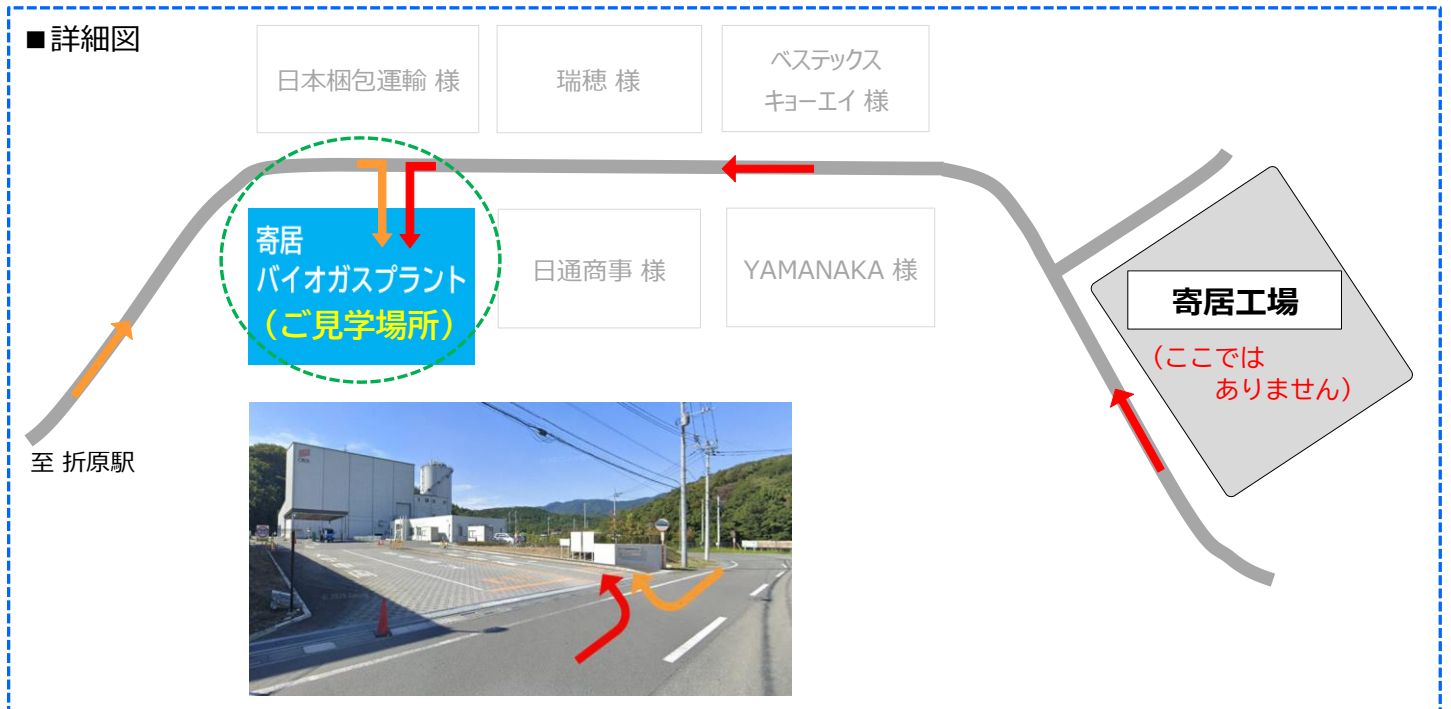 ■詳細図
日本梱包運輸 様
瑞穂 様
ベステックス
キョーエイ 様
寄居
バイオガスプラント
（ご見学場所）
日通商事 様
YAMANAKA 様
寄居工場
（ここでは
ありません）
至 折原駅